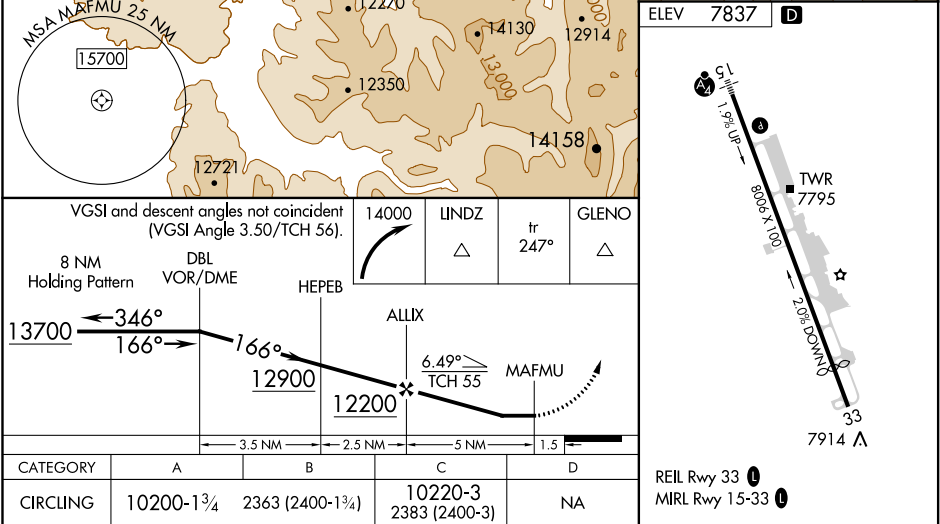 MSA MAFMU 25 NM
15700
12270
14130
12914
13,000
12350
14158
12721
VGSI and descent angles not coincident
(VGSI Angle 3.50/TCH 56).
14000
LINDZ
tr
247°
GLENO
8 NM
Holding Pattern
DBL
VOR/DME
HEPEB
ALLIX
MAFMU
346°
13700
166°
166°
12900
12200
6.49°
TCH 55
3.5 NM
2.5 NM
5 NM
1.5
CATEGORY A B C D
CIRCLING 10200-1¾ 2363 (2400-1¾) 10220-3 NA
2383 (2400-3)
ELEV 7837 D
15
A4
P
1.9% UP
TWR
7795
8006 X 100
2.0% DOWN
33
7914
REIL Rwy 33 L
MIRL Rwy 15-33 L